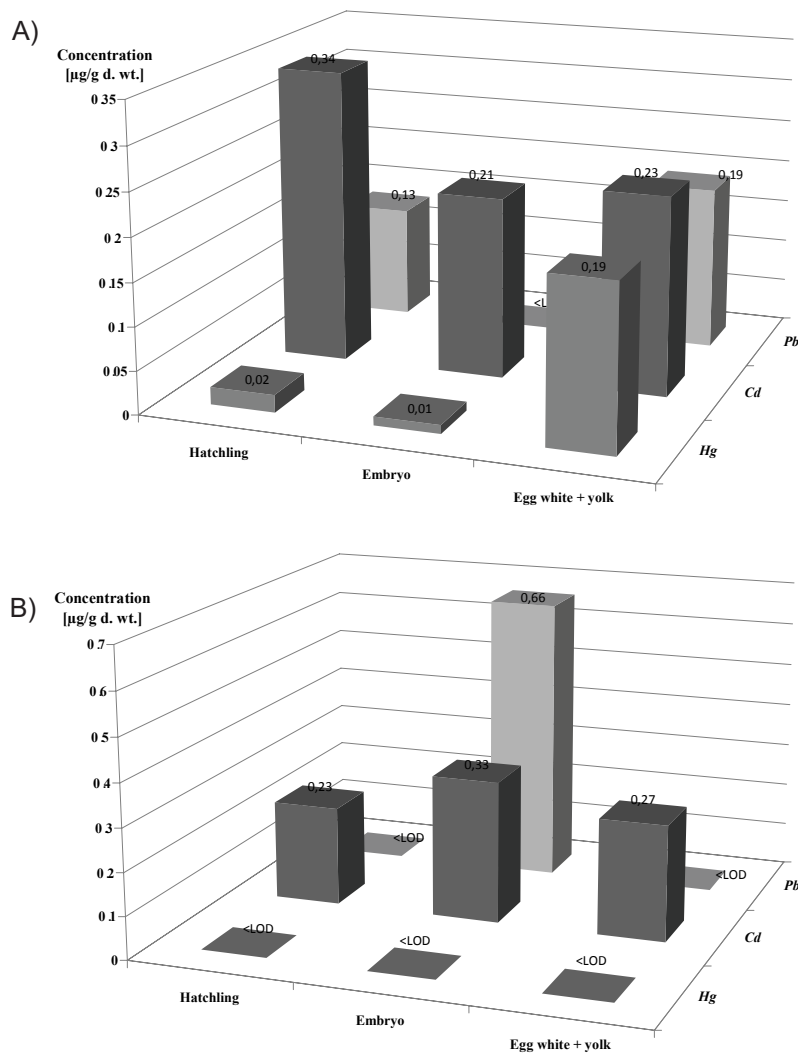 A)
Concentration
[µg/g d. wt.]
0.35
0.3
0.25
0.2
0.15
0.1
0.05
0
0,34
0,13
0,21
0,23
0,19
0,19
0,02
0,01
Hatchling
Embryo
Egg white + yolk
Hg
Cd
Pb
B)
Concentration
[µg/g d. wt.]
0.7
0.6
0.5
0.4
0.3
0.2
0.1
0
0,66
0,23
0,33
0,27
<LOD
<LOD
<LOD
<LOD
<LOD
Hatchling
Embryo
Egg white + yolk
Hg
Cd
Pb